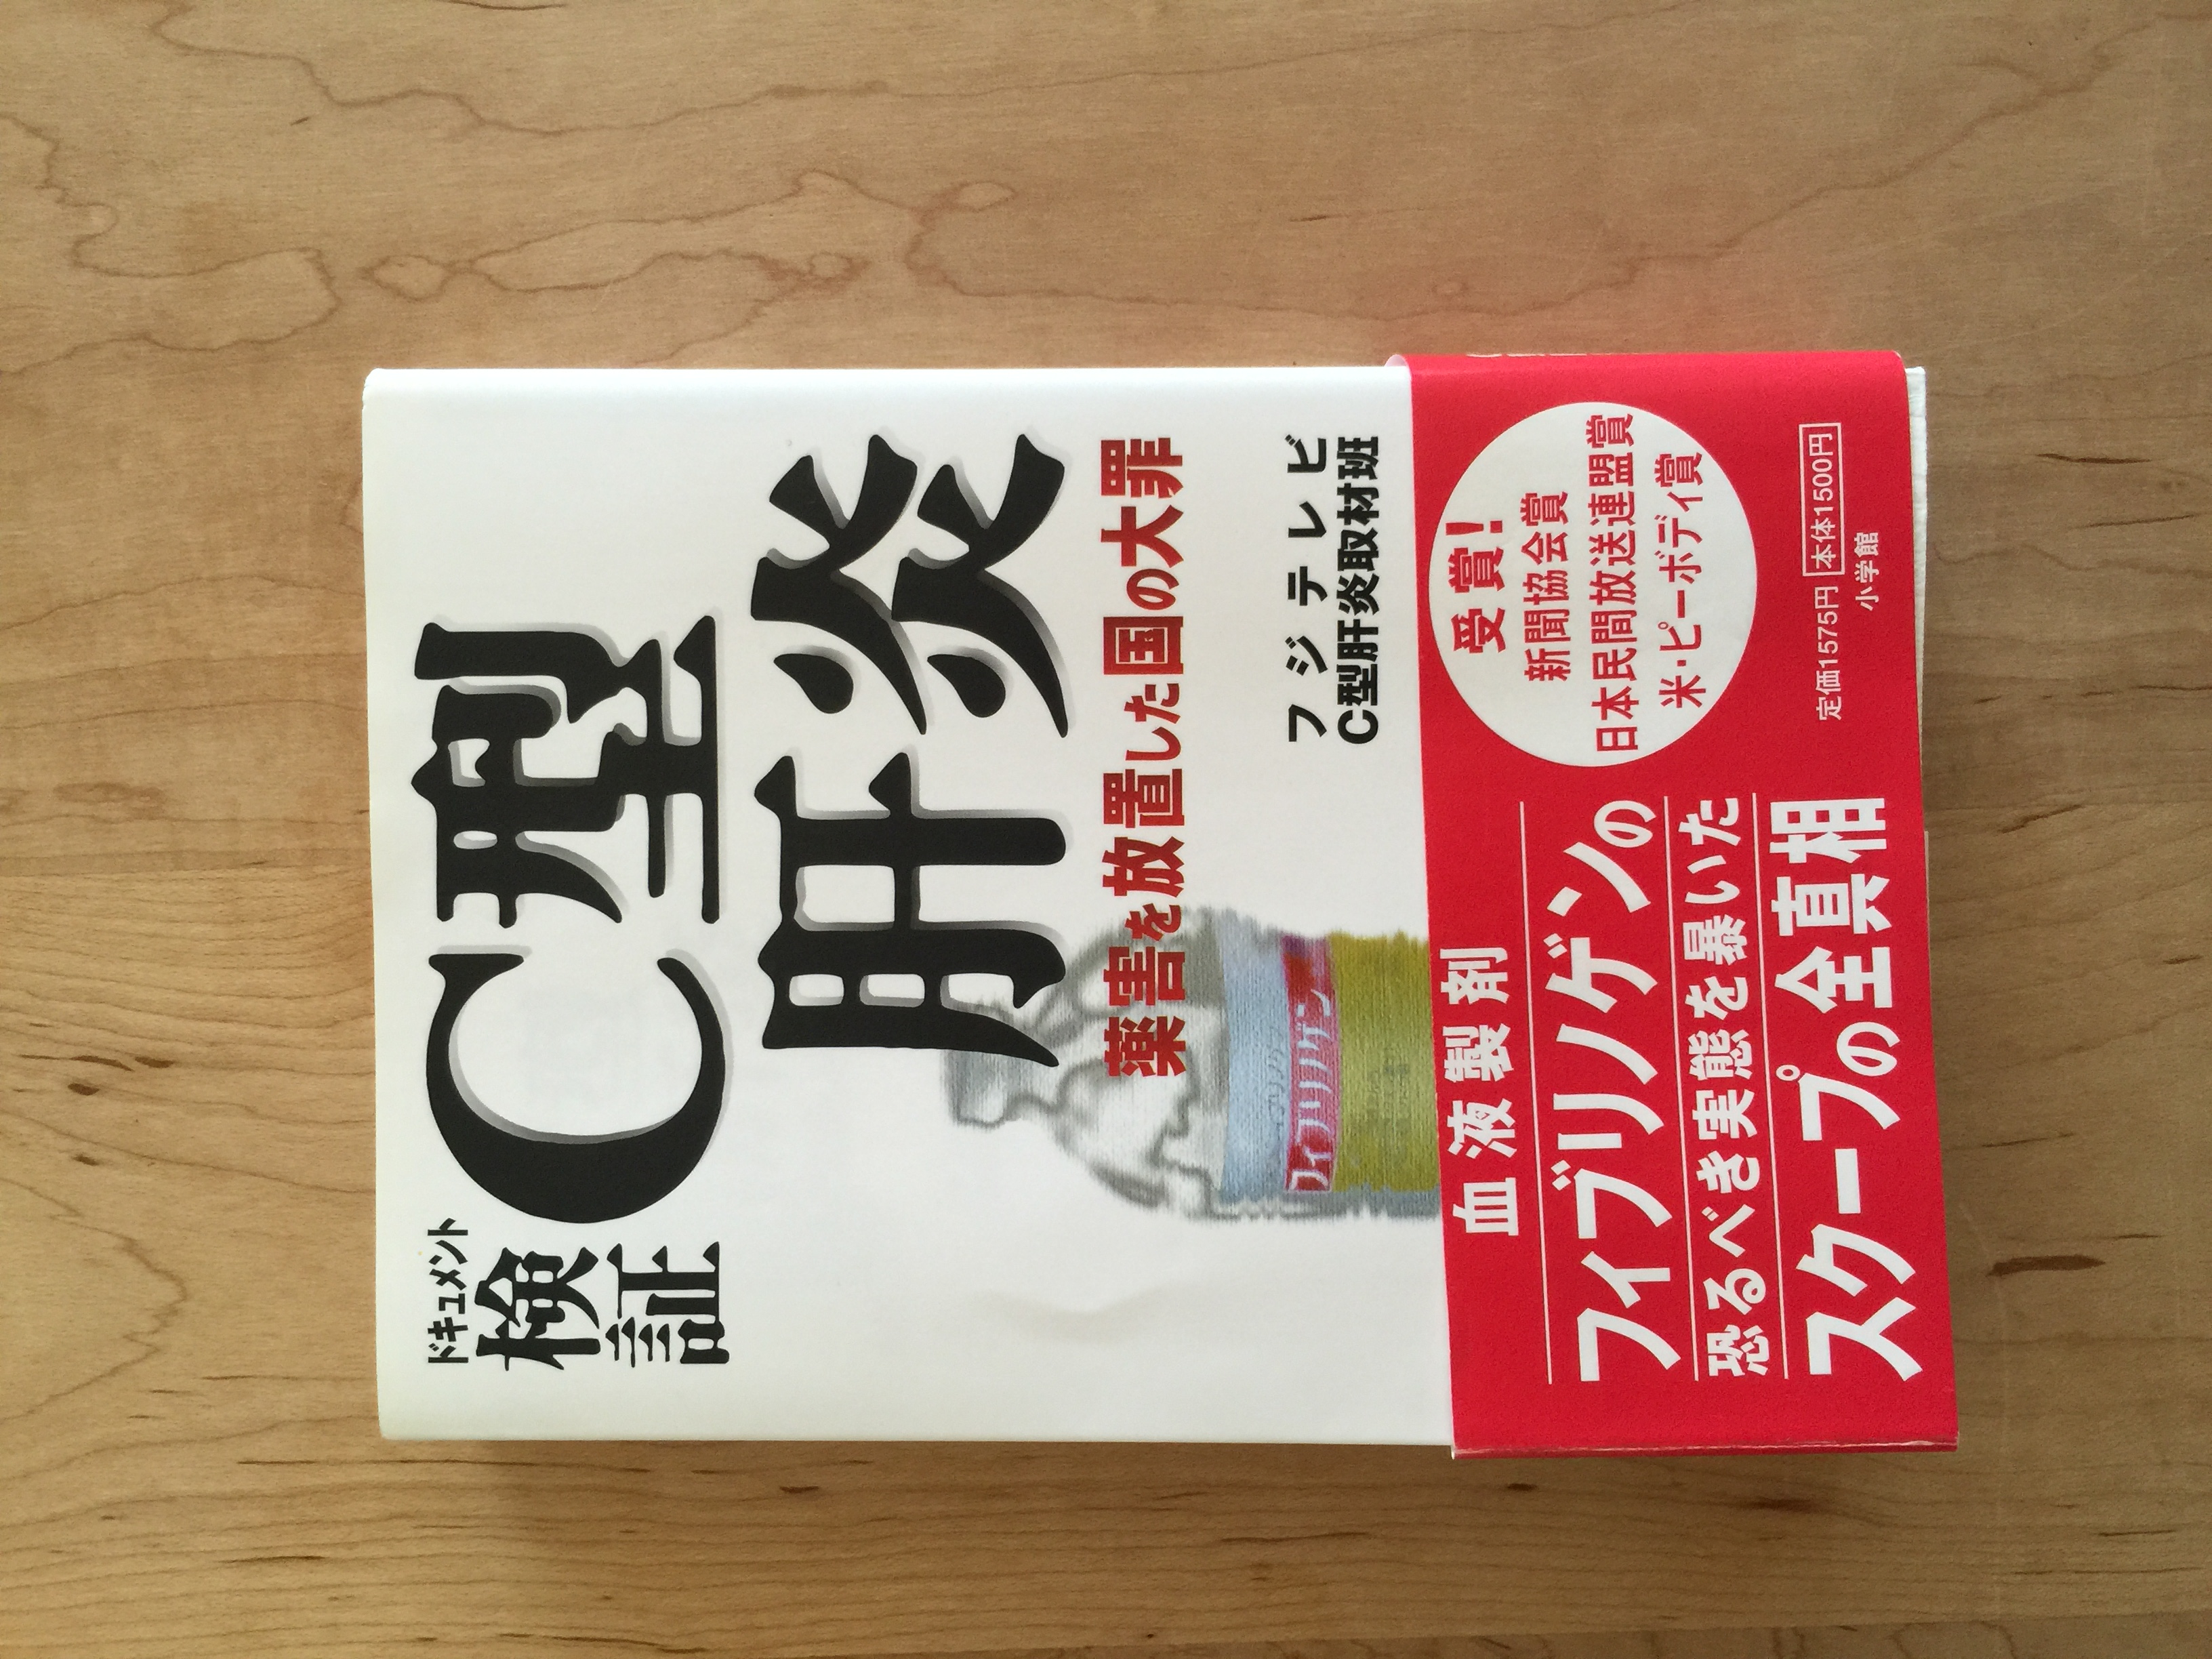 ドキュメント
検証
C型
肝炎
薬害を放置した国の大罪
フジテレビ
C型肝炎取材班
フィブリノゲン
血液製剤
フィブリノゲンの
恐るべき実態を暴いた
スクープの全真相
受賞!
新聞協会賞
日本民間放送連盟賞
米・ピーボディ賞
定価1575円 本体1500円
小学館